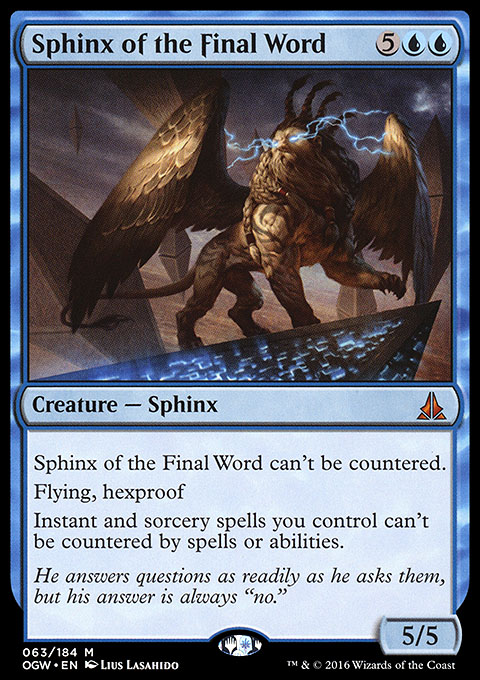 Sphinx of the Final Word 5
Creature — Sphinx
Sphinx of the Final Word can't be countered.
Flying, hexproof
Instant and sorcery spells you control can't
be countered by spells or abilities.
He answers questions as readily as he asks them,
but his answer is always “no.”
5/5
063/184 M
OGW • EN Lius Lasahido
™ & © 2016 Wizards of the Coast